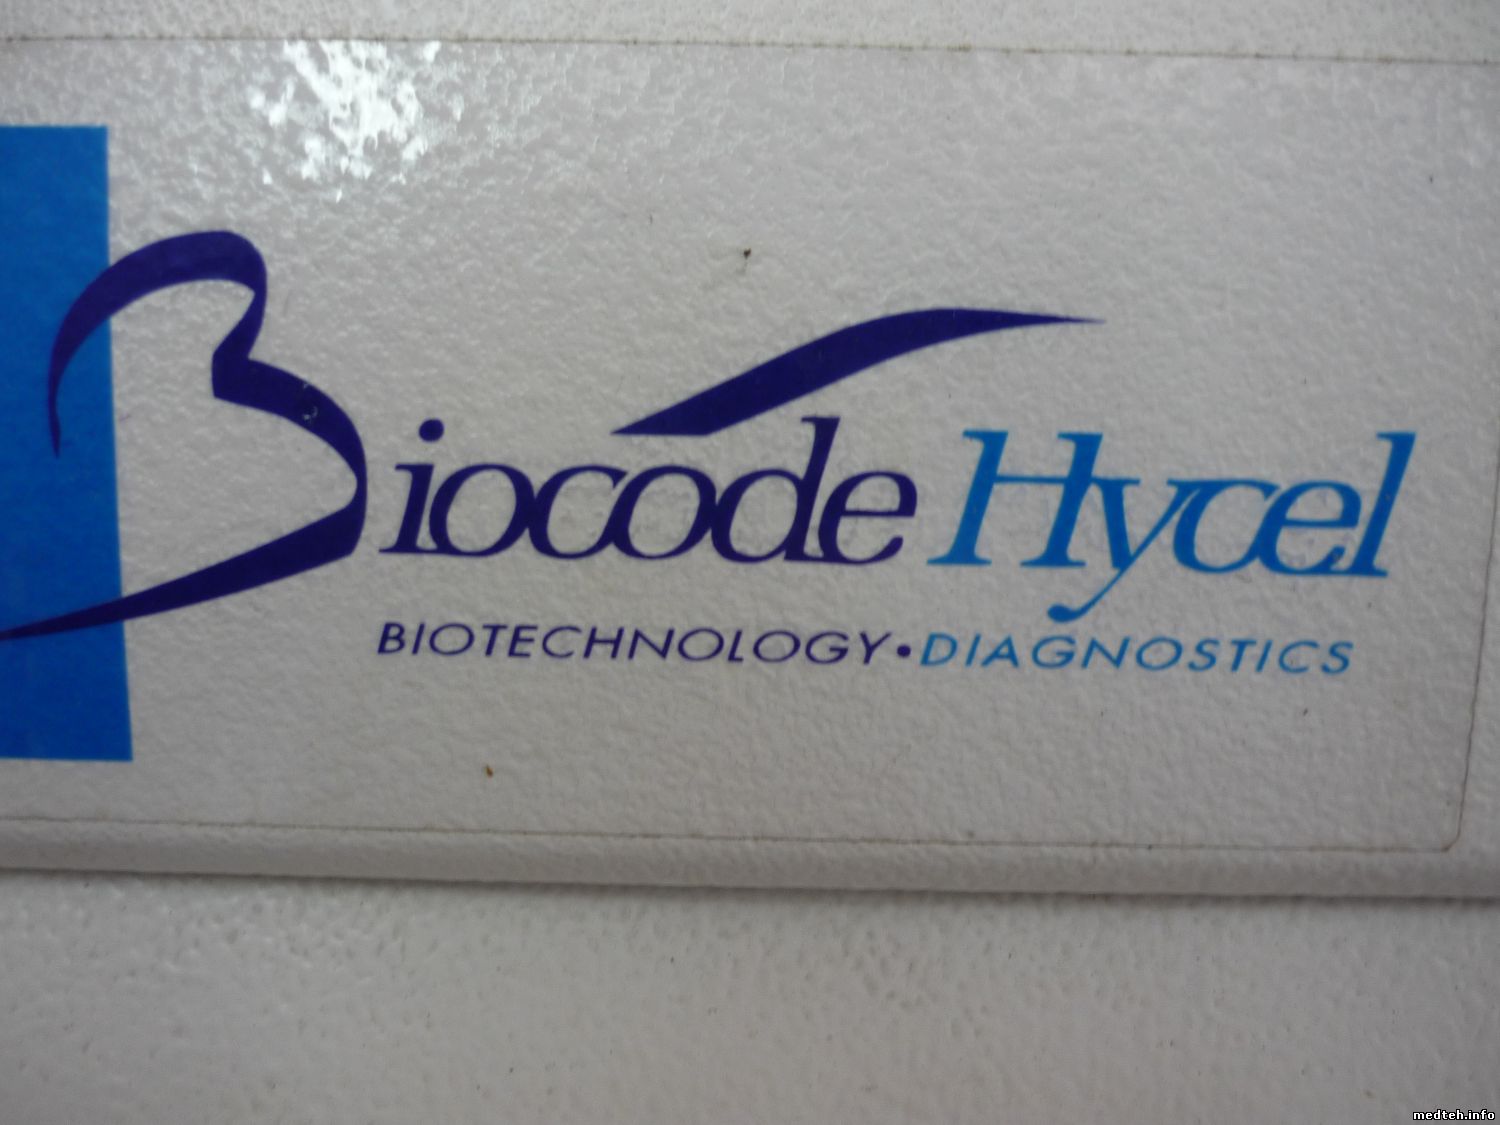 Biocode Hycel
BIOTECHNOLOGY•DIAGNOSTICS
medteh.info